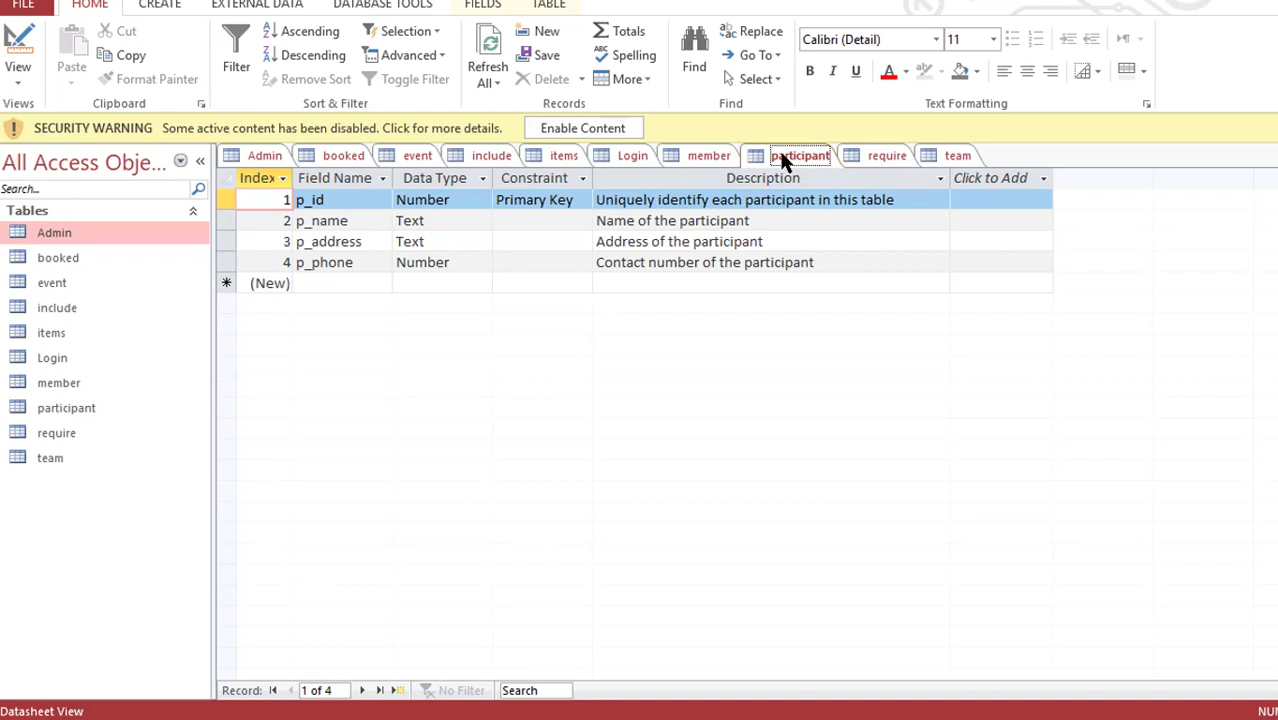 FILE HOME CREATE EXTERNAL DATA DATABASE TOOLS FIELDS TABLE
View
Views
Paste
Cut
Copy
Format Painter
Clipboard
Filter
Ascending
Descending
Remove Sort
Selection
Advanced
Toggle Filter
Sort & Filter
Refresh
All
New
Save
Delete
Totals
Spelling
More
Records
Find
Replace
Go To
Select
Find
Calibri (Detail) 11
B I U A
Text Formatting
SECURITY WARNING Some active content has been disabled. Click for more details. Enable Content
All Access Obje...
Search...
Tables
Admin
booked
event
include
items
Login
member
participant
require
team
Admin booked event include items Login member participant require team
Index Field Name Data Type Constraint Description Click to Add
1 p_id Number Primary Key Uniquely identify each participant in this table
2 p_name Text Name of the participant
3 p_address Text Address of the participant
4 p_phone Number Contact number of the participant
(New)
Record: 1 of 4 No Filter Search
Datasheet View NU